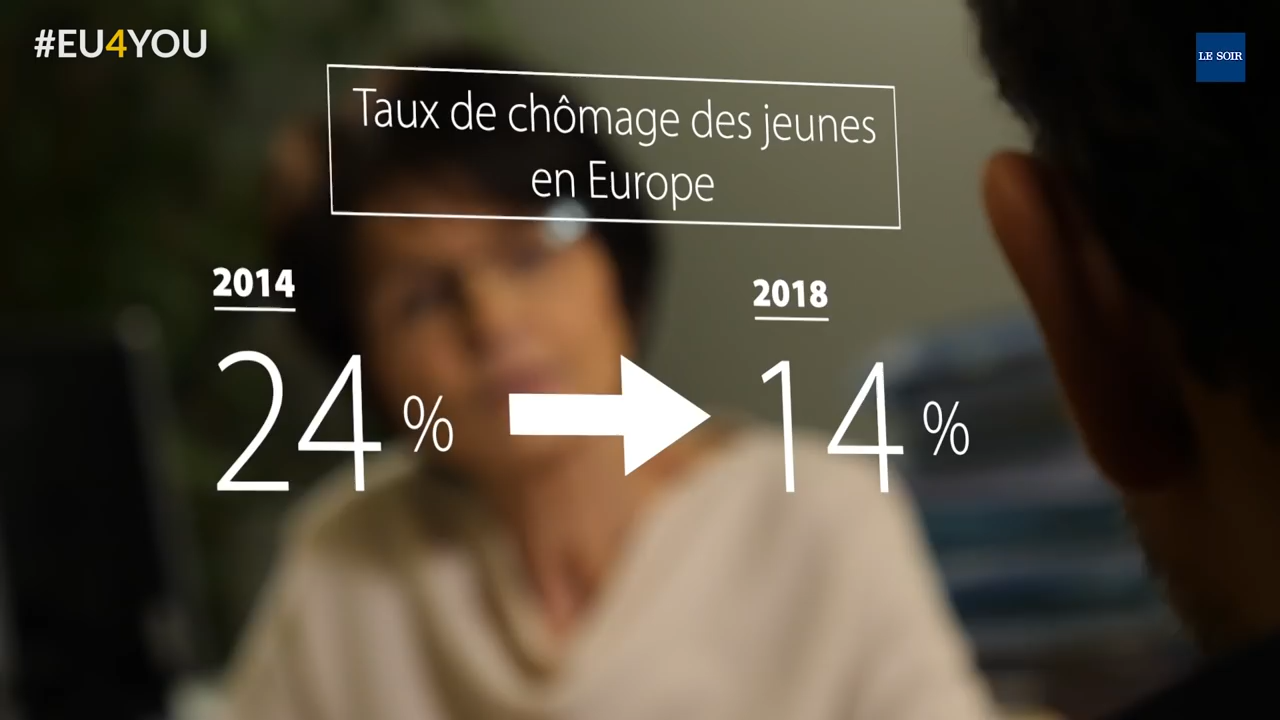 #EU4YOU
LE SOIR
Taux de chômage des jeunes
en Europe
2014
2018
24 %
14 %